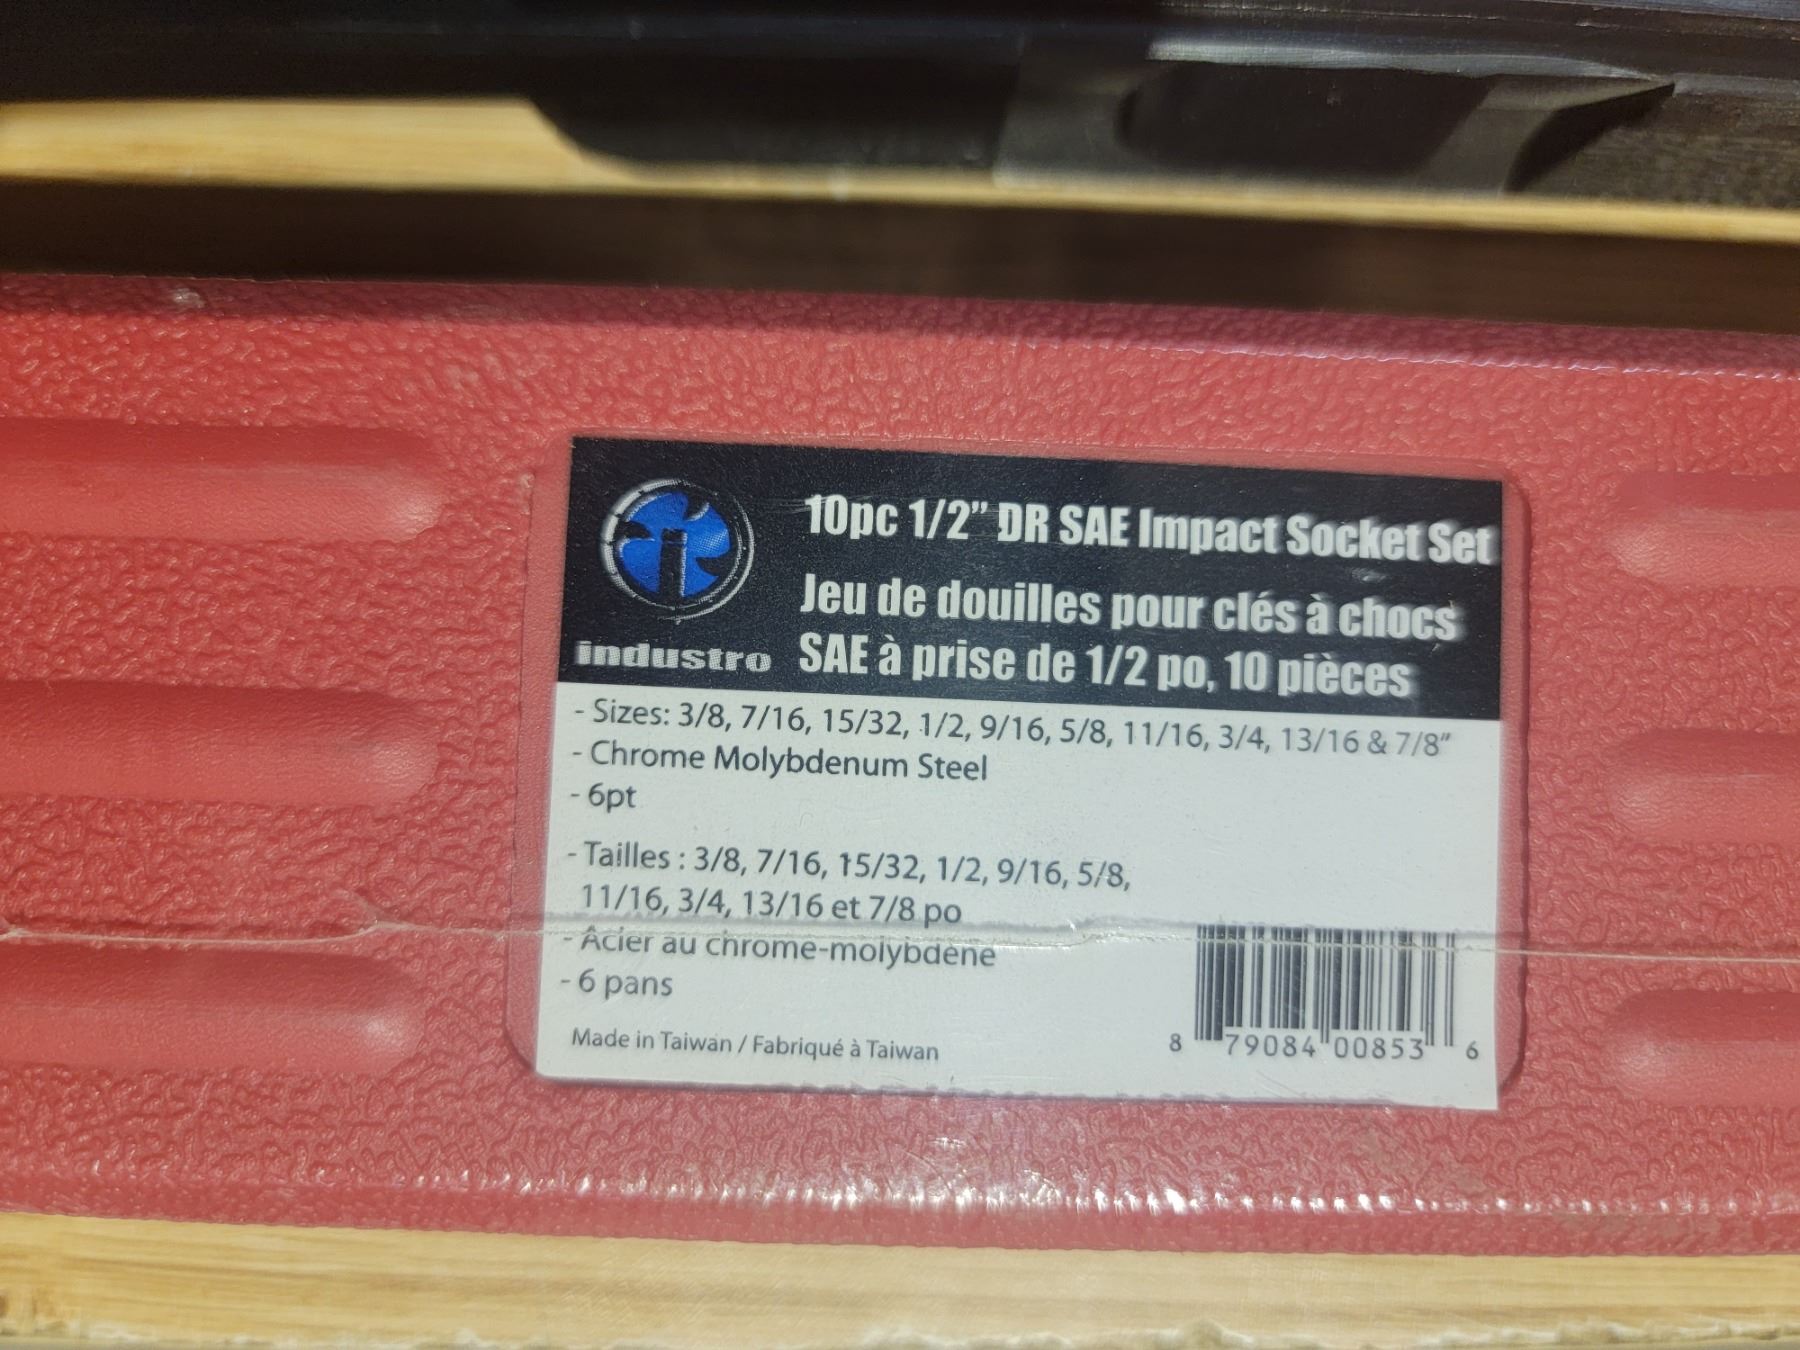 industro
10pc 1/2" DR SAE Impact Socket Set
Jeu de douilles pour clés à chocs
SAE à prise de 1/2 po, 10 pièces
- Sizes: 3/8, 7/16, 15/32, 1/2, 9/16, 5/8, 11/16, 3/4, 13/16 & 7/8"
- Chrome Molybdenum Steel
- 6pt
- Tailles : 3/8, 7/16, 15/32, 1/2, 9/16, 5/8,
11/16, 3/4, 13/16 et 7/8 po
- Acier au chrome-molybdène
- 6 pans
Made in Taiwan / Fabriqué à Taiwan
8 79084 00853 6